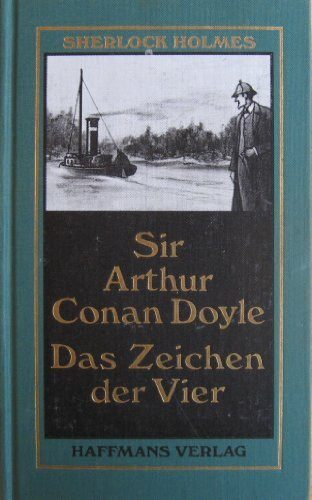 SHERLOCK HOLMES
Sir
Arthur
Conan Doyle
Das Zeichen
der Vier
HAFFMANS VERLAG